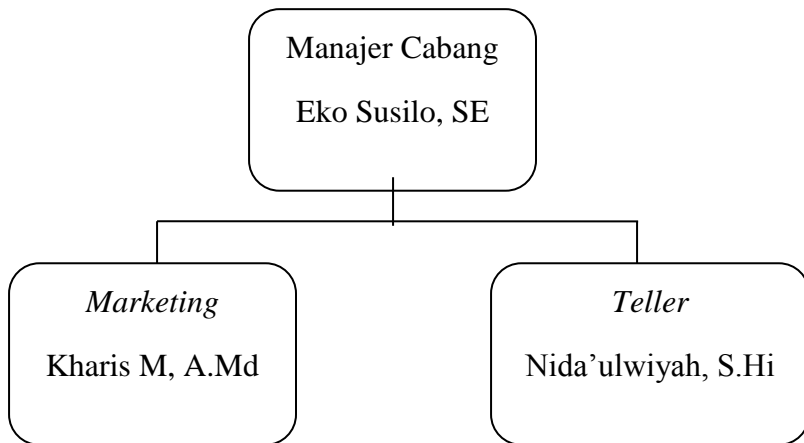 Manajer Cabang
Eko Susilo, SE
Marketing
Kharis M, A.Md
Teller
Nida’ulwiyah, S.Hi